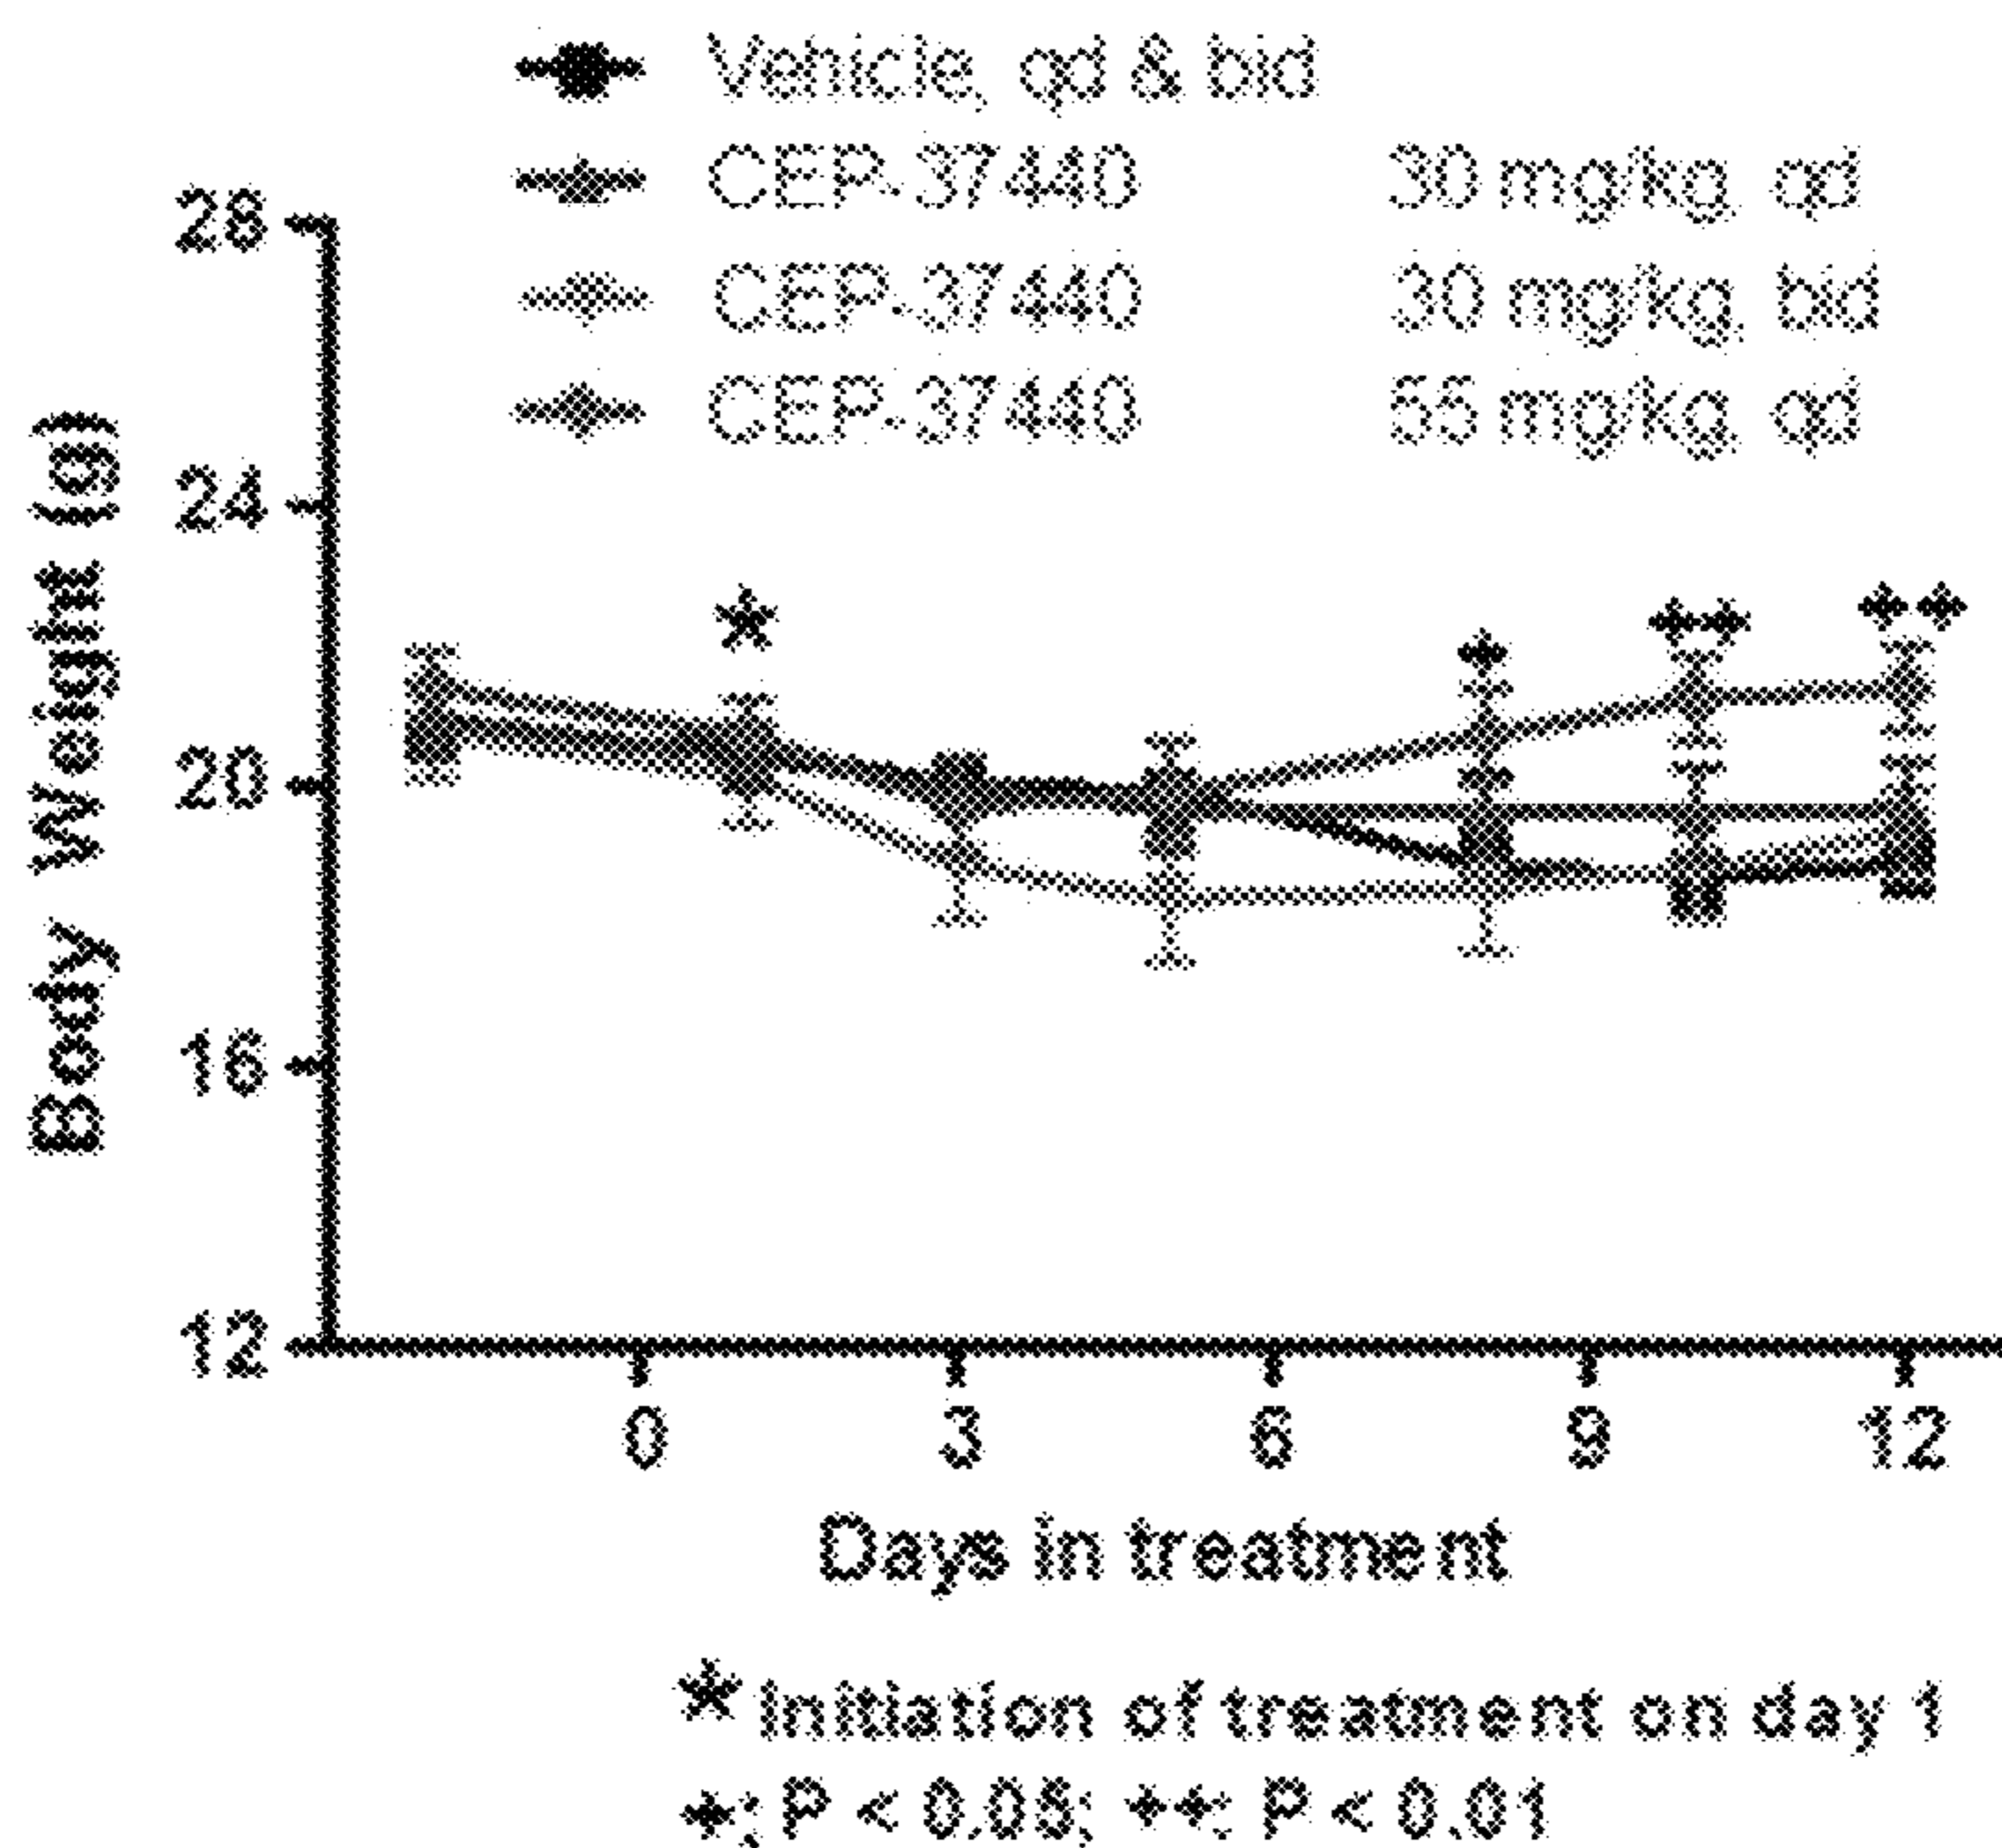 Vehicle, qd & bid
CEP-37440 30 mg/kg, qd
CEP-37440 30 mg/kg, bid
CEP-37440 55 mg/kg, qd
Body Weight (g)
28
24
20
16
12
*
*
**
**
0 3 6 9 12
Days in treatment
* Initiation of treatment on day 1
*; P < 0.05; **; P < 0.01